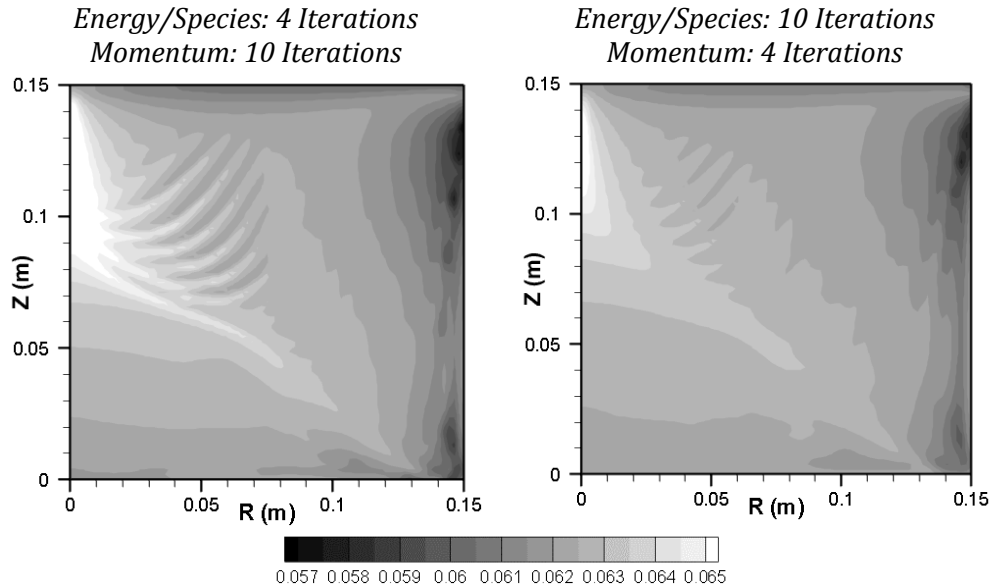 Energy/Species: 4 Iterations
Momentum: 10 Iterations
Energy/Species: 10 Iterations
Momentum: 4 Iterations
0.15
0.1
0.05
0
Z (m)
0
0.05
0.1
0.15
R (m)
0.15
0.1
0.05
0
Z (m)
0
0.05
0.1
0.15
R (m)
0.057 0.058 0.059 0.06 0.061 0.062 0.063 0.064 0.065